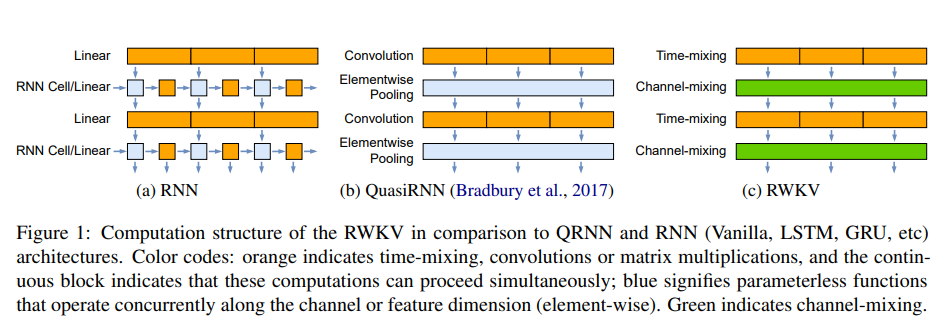 Linear
RNN Cell/Linear
Linear
RNN Cell/Linear
(a) RNN
Convolution
Elementwise
Pooling
Convolution
Elementwise
Pooling
(b) QuasiRNN (Bradbury et al., 2017)
Time-mixing
Channel-mixing
Time-mixing
Channel-mixing
(c) RWKV
Figure 1: Computation structure of the RWKV in comparison to QRNN and RNN (Vanilla, LSTM, GRU, etc)
architectures. Color codes: orange indicates time-mixing, convolutions or matrix multiplications, and the contin-
uous block indicates that these computations can proceed simultaneously; blue signifies parameterless functions
that operate concurrently along the channel or feature dimension (element-wise). Green indicates channel-mixing.